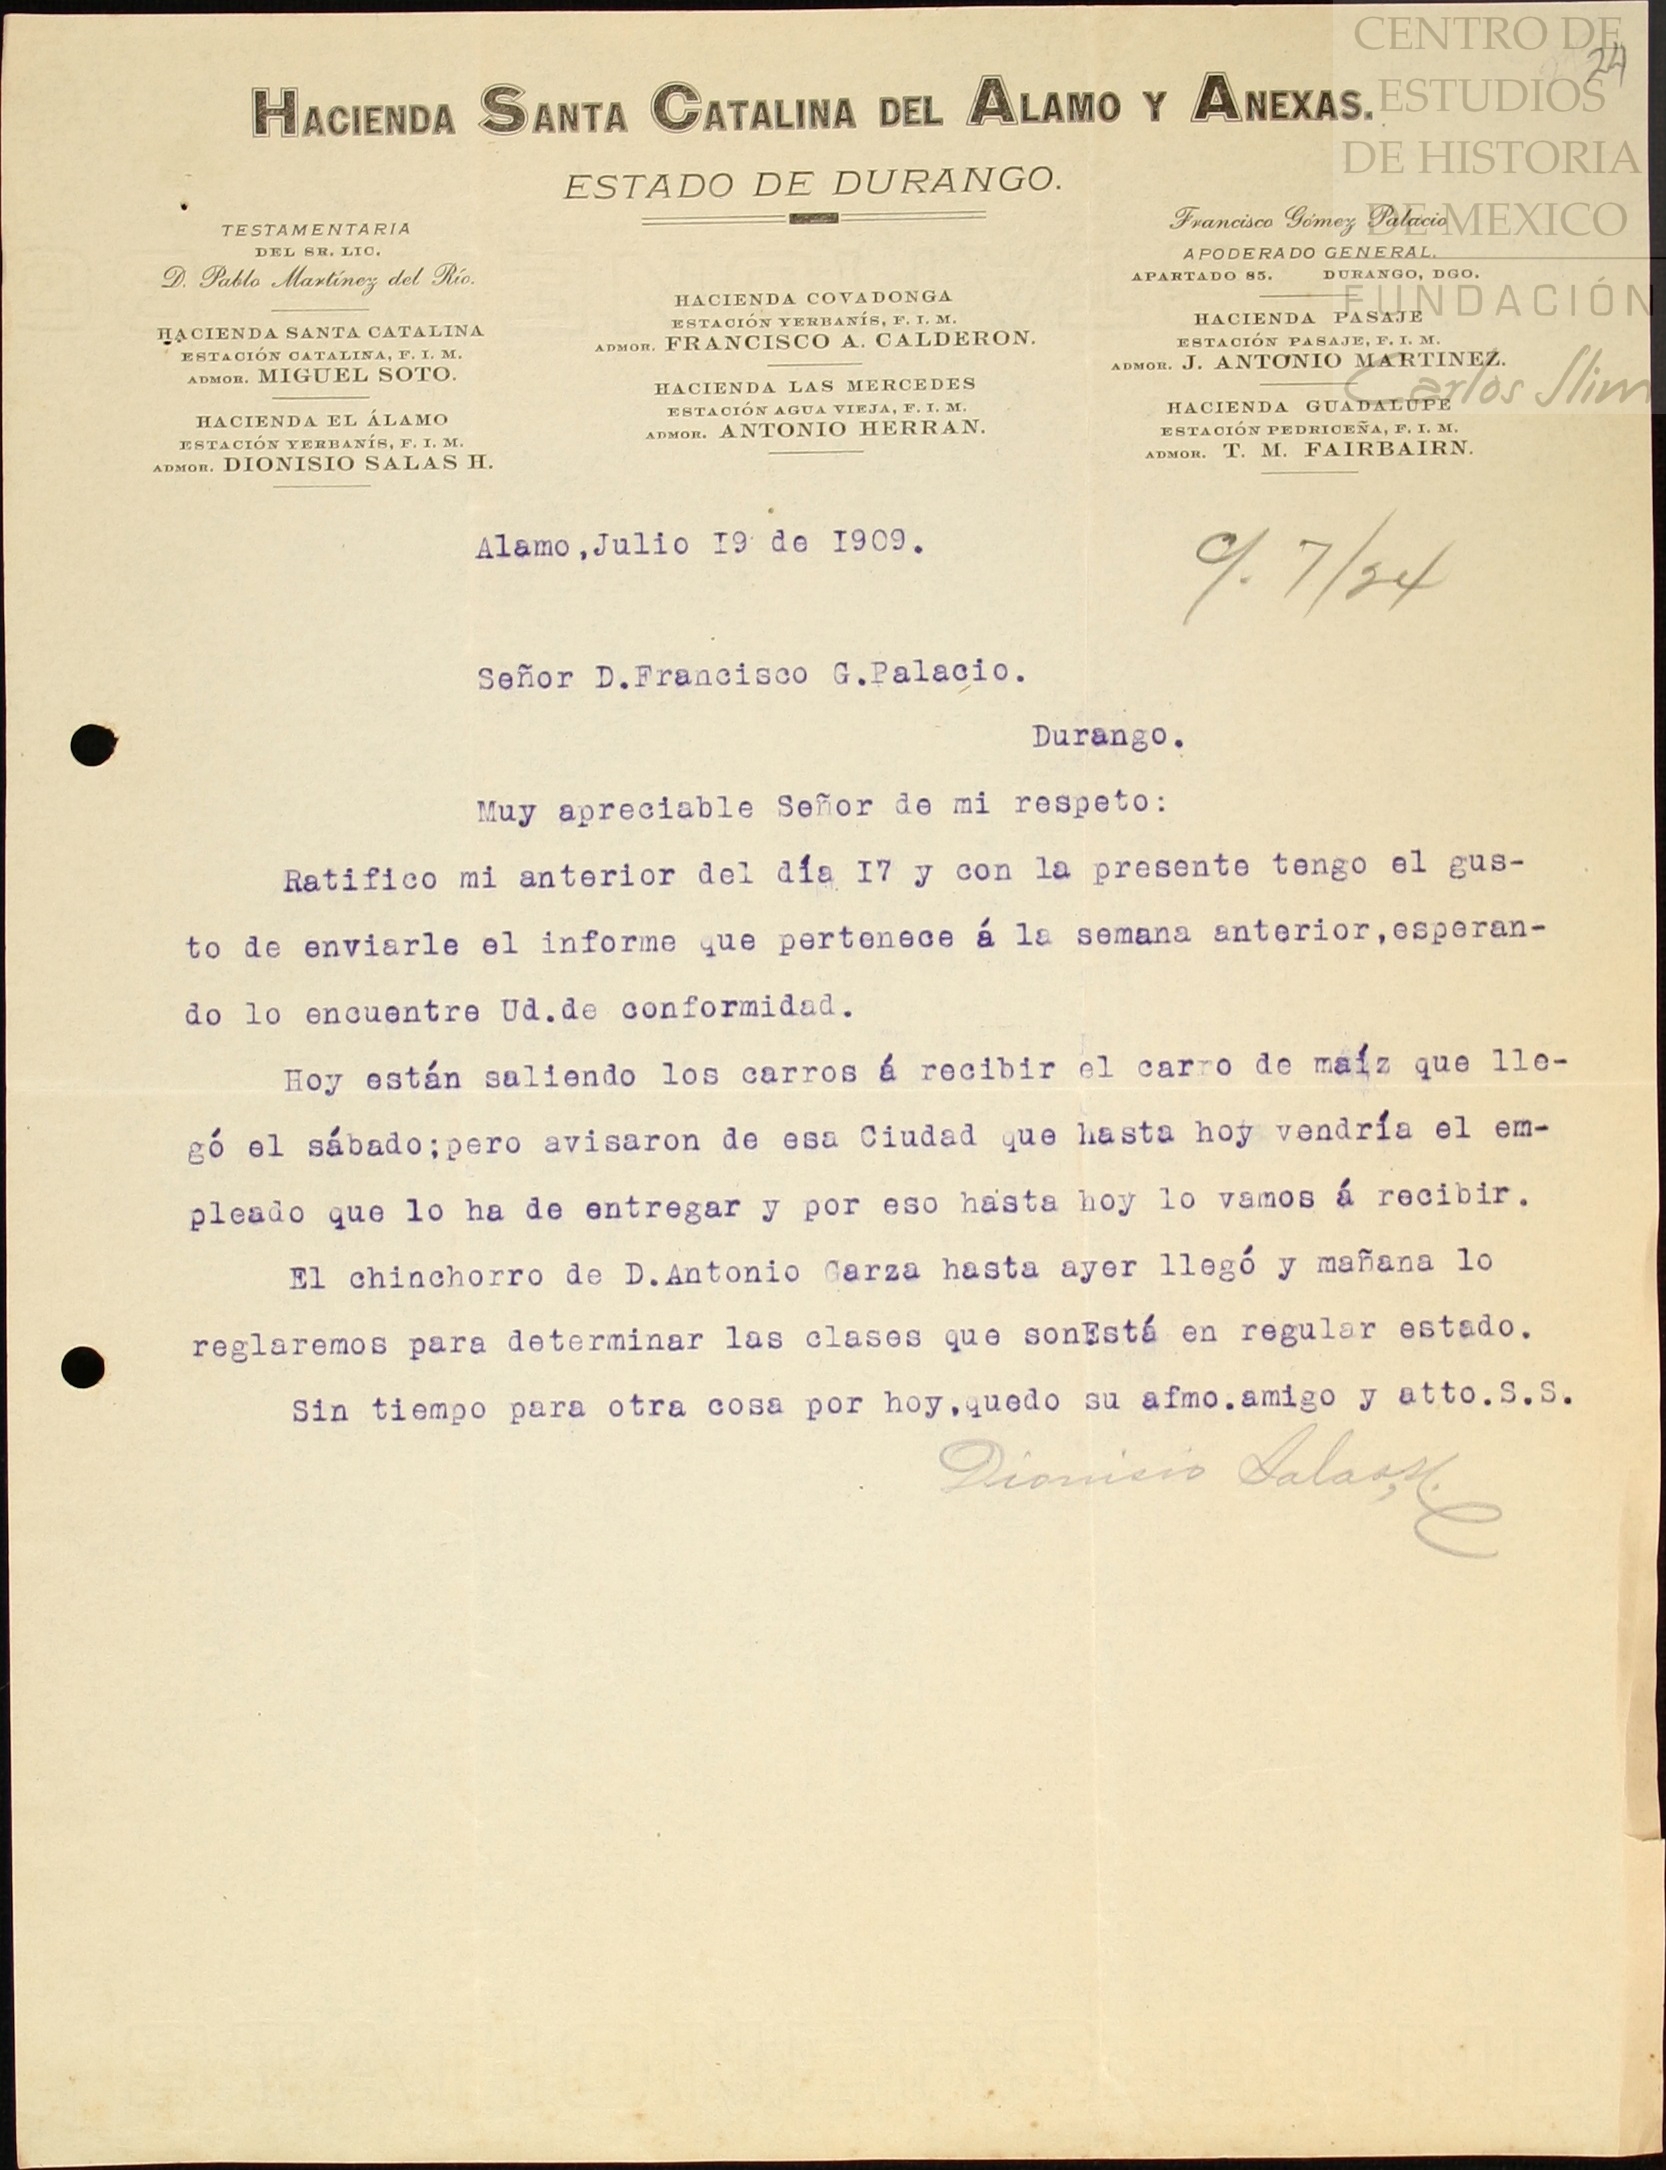 CENTRO DE
ESTUDIOS
DE HISTORIA
DE MEXICO
FUNDACIÓN
Carlos Slim
24
HACIENDA SANTA CATALINA DEL ALAMO Y ANEXAS.
ESTADO DE DURANGO.
TESTAMENTARIA
DEL SR. LIC.
D. Pablo Martínez del Río.
HACIENDA SANTA CATALINA
ESTACIÓN CATALINA, F. I. M.
ADMOR. MIGUEL SOTO.
HACIENDA EL ÁLAMO
ESTACIÓN YERBANÍS, F. I. M.
ADMOR. DIONISIO SALAS H.
HACIENDA COVADONGA
ESTACIÓN YERBANÍS, F. I. M.
ADMOR. FRANCISCO A. CALDERON.
HACIENDA LAS MERCEDES
ESTACIÓN AGUA VIEJA, F. I. M.
ADMOR. ANTONIO HERRAN.
Francisco Gómez Palacio
APODERADO GENERAL.
APARTADO 85. DURANGO, DGO.
HACIENDA PASAJE
ESTACIÓN PASAJE, F. I. M.
ADMOR. J. ANTONIO MARTINEZ.
HACIENDA GUADALUPE
ESTACIÓN PEDRICEÑA, F. I. M.
ADMOR. T. M. FAIRBAIRN.
Alamo,Julio I9 de I909.
7/24
Señor D.Francisco G.Palacio.
Durango.
Muy apreciable Señor de mi respeto:
Ratifico mi anterior del día I7 y con la presente tengo el gus-
to de enviarle el informe que pertenece á la semana anterior,esperan-
do lo encuentre Ud.de conformidad.
Hoy están saliendo los carros á recibir el carro de maíz que lle-
gó el sábado;pero avisaron de esa Ciudad que hasta hoy vendría el em-
pleado que lo ha de entregar y por eso hasta hoy lo vamos á recibir.
El chinchorro de D.Antonio Garza hasta ayer llegó y mañana lo
reglaremos para determinar las clases que sonEstá en regular estado.
Sin tiempo para otra cosa por hoy,quedo su afmo.amigo y atto.S.S.
Dionisio Salas H.